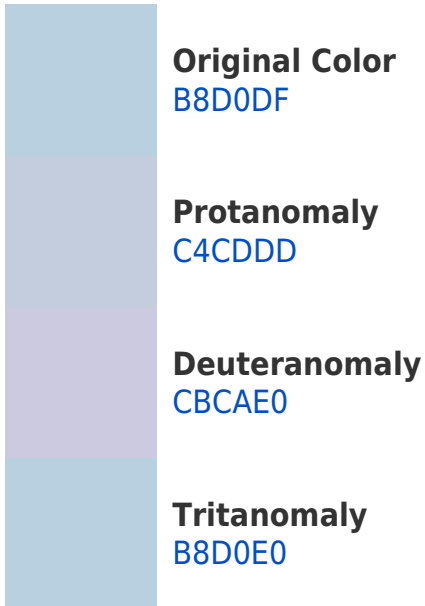 Original Color
B8D0DF
Protanomaly
C4CDDD
Deuteranomaly
CBCAE0
Tritanomaly
B8D0E0